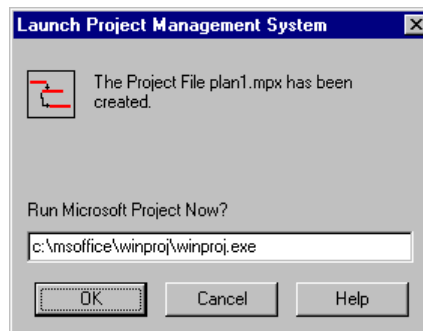 Launch Project Management System
The Project File plan1.mpx has been
created.
Run Microsoft Project Now?
c:\msoffice\winproj\winproj.exe
OK Cancel Help